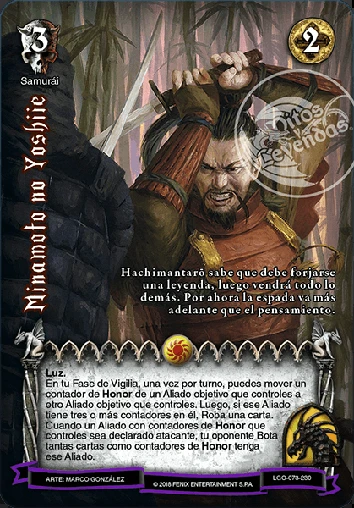 3
2
Samurái
Mitos y
Leyendas
Minamoto no Yoshiie
Hachimantarō sabe que debe forjarse
una leyenda, luego vendrá todo lo
demás. Por ahora la espada va más
adelante que el pensamiento.
Luz.
En tu Fase de Vigilia, una vez por turno, puedes mover un
contador de Honor de un Aliado objetivo que controles a
otro Aliado objetivo que controles. Luego, si ese Aliado
tiene tres o más contadores en él, Roba una carta.
Cuando un Aliado con contadores de Honor que
controles sea declarado atacante, tu oponente Bota
tantas cartas como contadores de Honor tenga
ese Aliado.
ARTE: MARCO GONZÁLEZ
© 2018 FENIX ENTERTAINMENT S.P.A